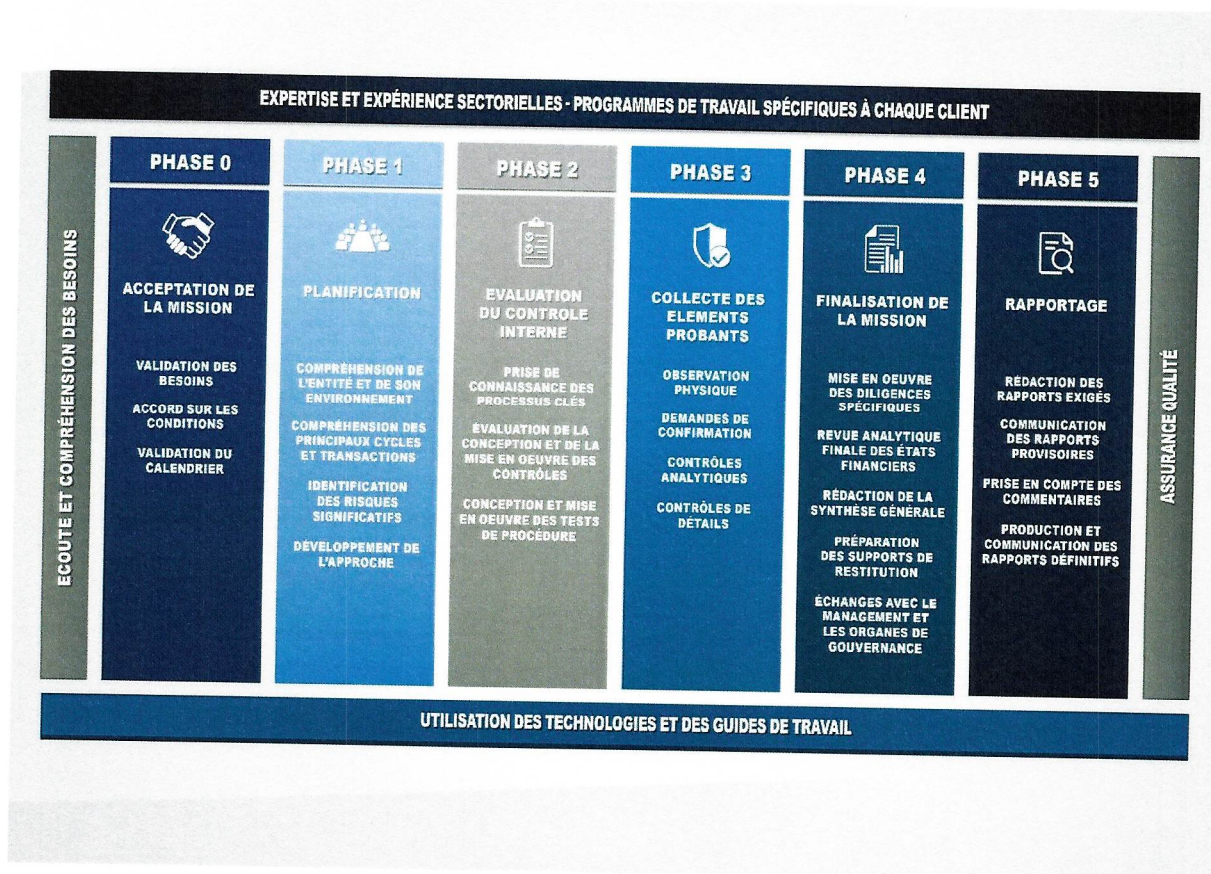 EXPERTISE ET EXPÉRIENCE SECTORIELLES - PROGRAMMES DE TRAVAIL SPÉCIFIQUES À CHAQUE CLIENT
ECOUTE ET COMPRÉHENSION DES BESOINS
PHASE 0
ACCEPTATION DE
LA MISSION
VALIDATION DES
BESOINS
ACCORD SUR LES
CONDITIONS
VALIDATION DU
CALENDRIER
PHASE 1
PLANIFICATION
COMPRÉHENSION DE
L'ENTITÉ ET DE SON
ENVIRONNEMENT
COMPRÉHENSION DES
PRINCIPAUX CYCLES
ET TRANSACTIONS
IDENTIFICATION
DES RISQUES
SIGNIFICATIFS
DÉVELOPPEMENT DE
L'APPROCHE
PHASE 2
EVALUATION
DU CONTROLE
INTERNE
PRISE DE
CONNAISSANCE DES
PROCESSUS CLÉS
ÉVALUATION DE LA
CONCEPTION ET DE LA
MISE EN OEUVRE DES
CONTRÔLES
CONCEPTION ET MISE
EN OEUVRE DES TESTS
DE PROCÉDURE
PHASE 3
COLLECTE DES
ELEMENTS
PROBANTS
OBSERVATION
PHYSIQUE
DEMANDES DE
CONFIRMATION
CONTRÔLES
ANALYTIQUES
CONTRÔLES DE
DÉTAILS
PHASE 4
FINALISATION DE
LA MISSION
MISE EN OEUVRE
DES DILIGENCES
SPÉCIFIQUES
REVUE ANALYTIQUE
FINALE DES ÉTATS
FINANCIERS
RÉDACTION DE LA
SYNTHÈSE GÉNÉRALE
PRÉPARATION
DES SUPPORTS DE
RESTITUTION
ÉCHANGES AVEC LE
MANAGEMENT ET
LES ORGANES DE
GOUVERNANCE
PHASE 5
RAPPORTAGE
RÉDACTION DES
RAPPORTS EXIGÉS
COMMUNICATION
DES RAPPORTS
PROVISOIRES
PRISE EN COMPTE DES
COMMENTAIRES
PRODUCTION ET
COMMUNICATION DES
RAPPORTS DÉFINITIFS
ASSURANCE QUALITÉ
UTILISATION DES TECHNOLOGIES ET DES GUIDES DE TRAVAIL